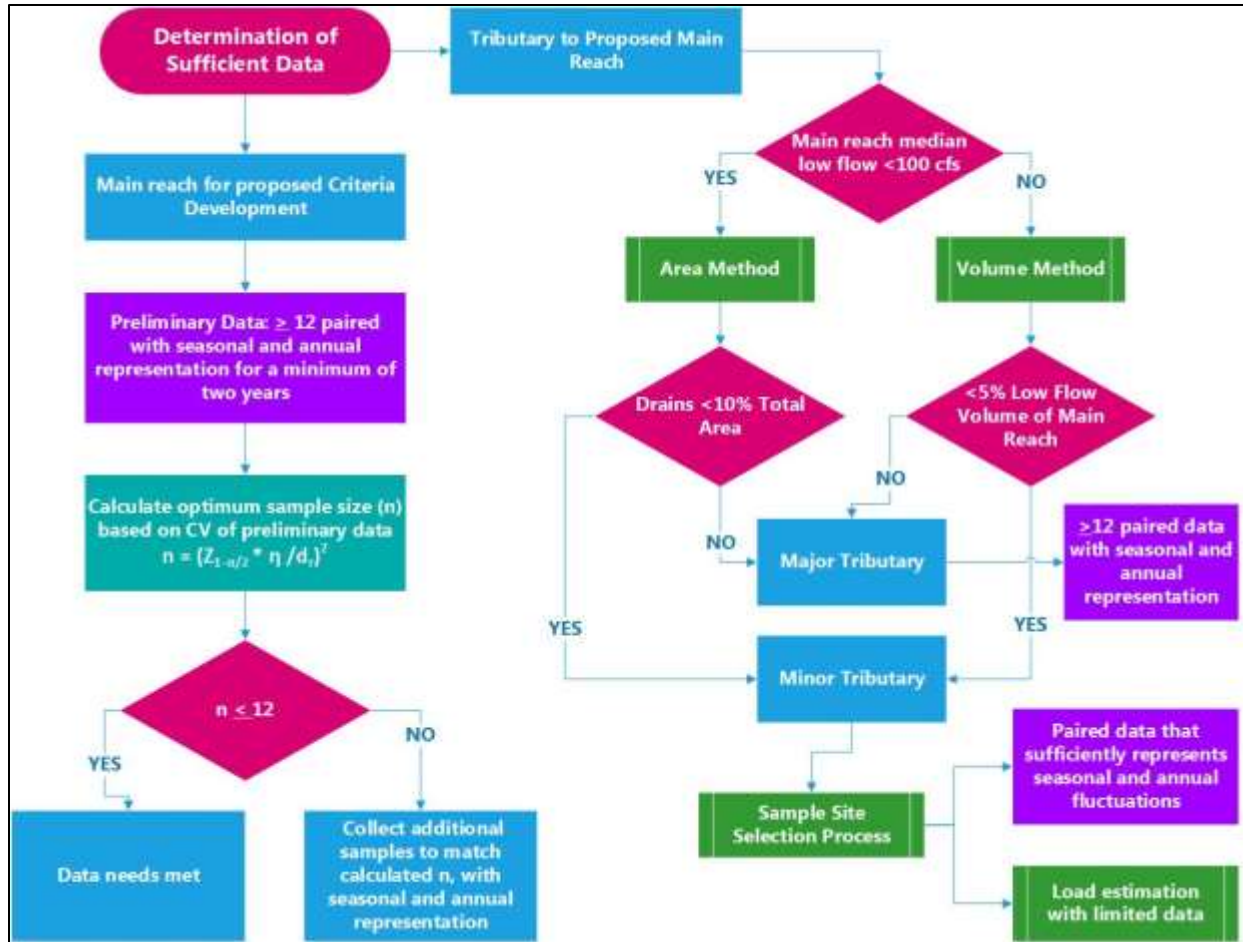 Determination of
Sufficient Data
Tributary to Proposed Main
Reach
Main reach median
low flow <100 cfs
YES
NO
Main reach for proposed Criteria
Development
Area Method
Volume Method
Preliminary Data: ≥ 12 paired
with seasonal and annual
representation for a minimum of
two years
Drains <10% Total
Area
<5% Low Flow
Volume of Main
Reach
NO
Calculate optimum sample size (n)
based on CV of preliminary data
n = (Z₁₋α/₂ * η /dᵣ)²
NO
Major Tributary
≥12 paired data
with seasonal and
annual
representation
YES
YES
Minor Tributary
n ≤ 12
YES
NO
Paired data that
sufficiently represents
seasonal and annual
fluctuations
Sample Site
Selection Process
Data needs met
Collect additional
samples to match
calculated n, with
seasonal and annual
representation
Load estimation
with limited data